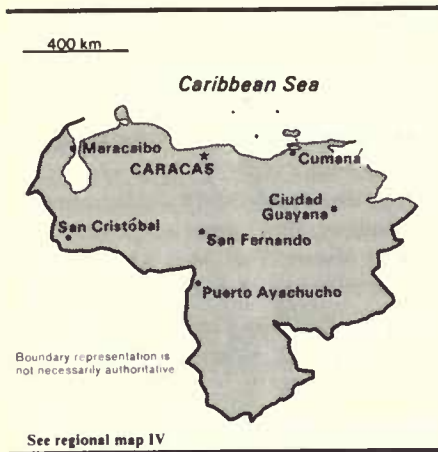 400 km
Caribbean Sea
Maracaibo
CARACAS
Cumaná
Ciudad
Guayana
San Cristóbal
San Fernando
Puerto Ayachucho
Boundary representation is
not necessarily authoritative
See regional map IV